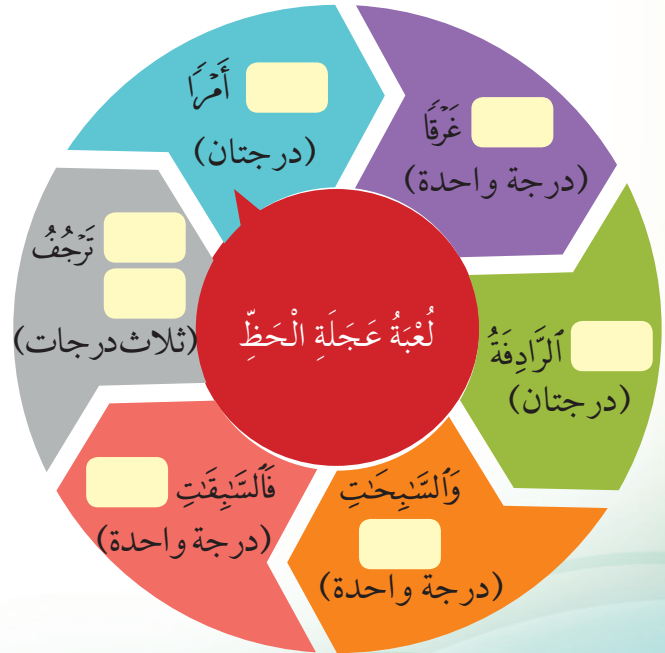 لُعْبَةُ عَجَلَةِ الْحَظِّ
غَرْقٗا
(درجة واحدة)
ٱلرَّادِفَةُ
(درجتان)
وَٱلسَّٰبِحَٰتِ
(درجة واحدة)
فَٱلسَّٰبِقَٰتِ
(درجة واحدة)
تَرْجُفُ
(ثلاث درجات)
أَمْرٗا
(درجتان)